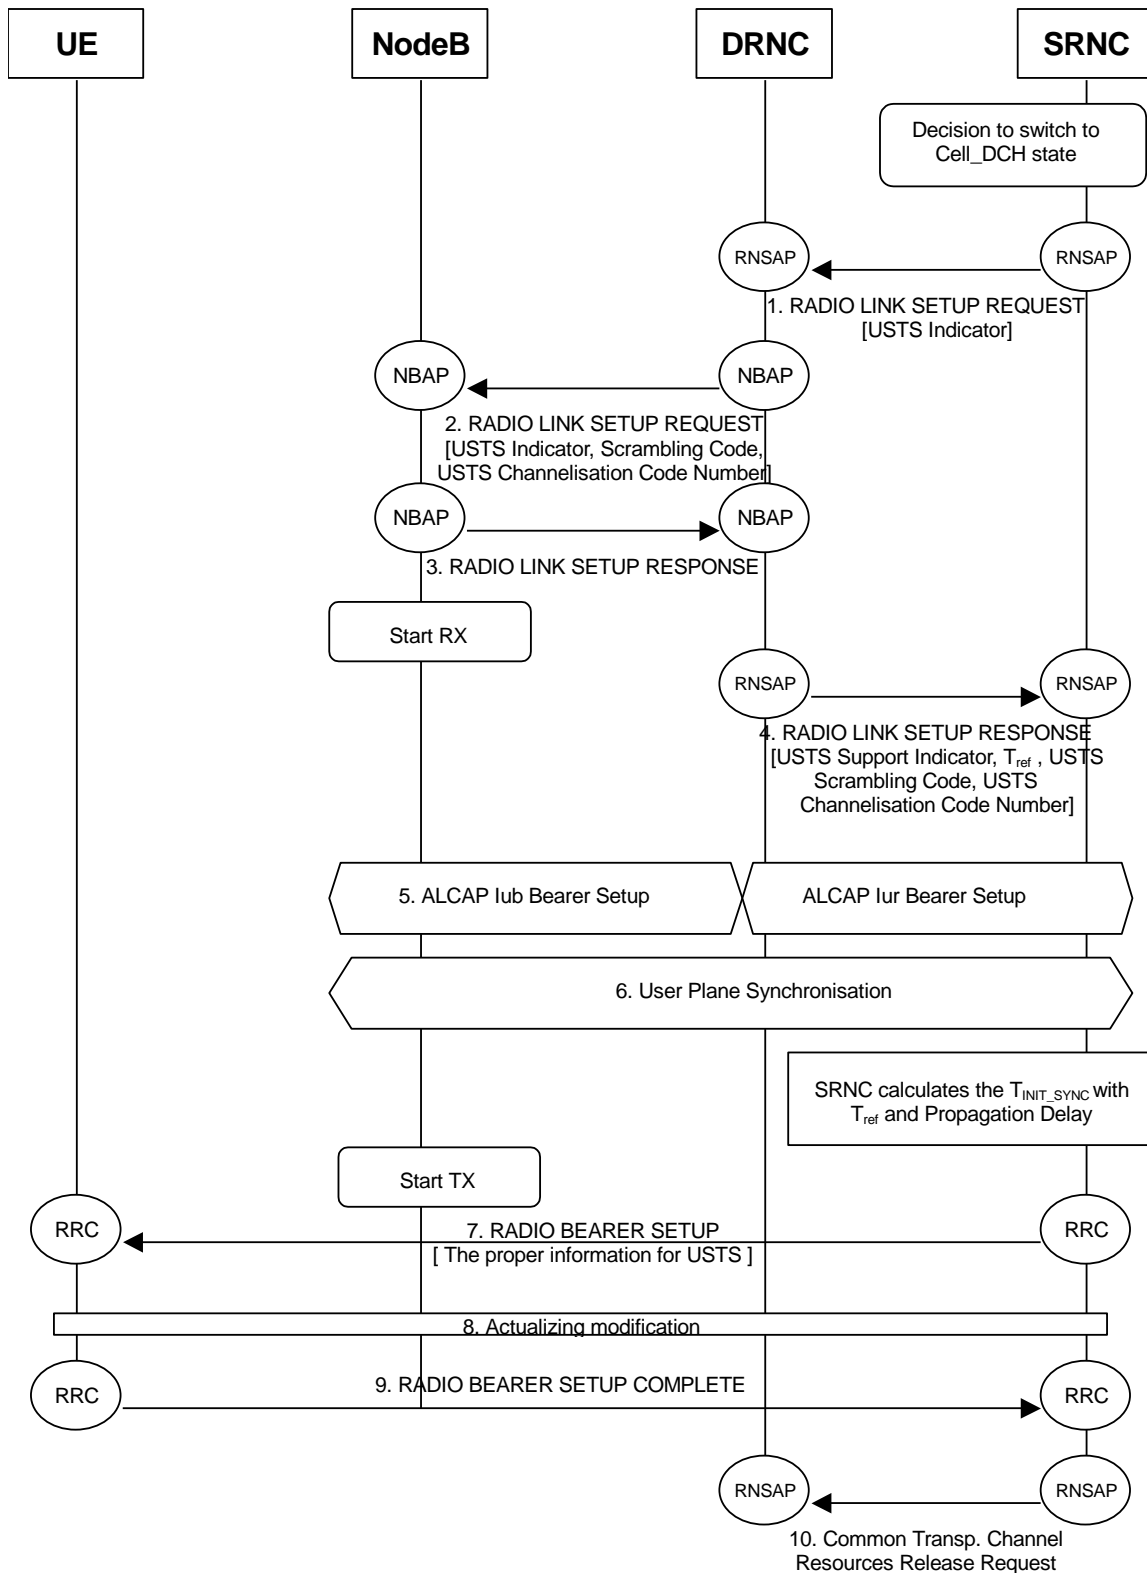 UE
NodeB
DRNC
SRNC
Decision to switch to
Cell_DCH state
RNSAP
RNSAP
1. RADIO LINK SETUP REQUEST
[USTS Indicator]
NBAP
NBAP
2. RADIO LINK SETUP REQUEST
[USTS Indicator, Scrambling Code,
USTS Channelisation Code Number]
NBAP
NBAP
3. RADIO LINK SETUP RESPONSE
Start RX
RNSAP
RNSAP
4. RADIO LINK SETUP RESPONSE
[USTS Support Indicator, Tref , USTS
Scrambling Code, USTS
Channelisation Code Number]
5. ALCAP Iub Bearer Setup
ALCAP Iur Bearer Setup
6. User Plane Synchronisation
SRNC calculates the TINIT_SYNC with
Tref and Propagation Delay
Start TX
RRC
RRC
7. RADIO BEARER SETUP
[ The proper information for USTS ]
8. Actualizing modification
RRC
RRC
9. RADIO BEARER SETUP COMPLETE
RNSAP
RNSAP
10. Common Transp. Channel
Resources Release Request